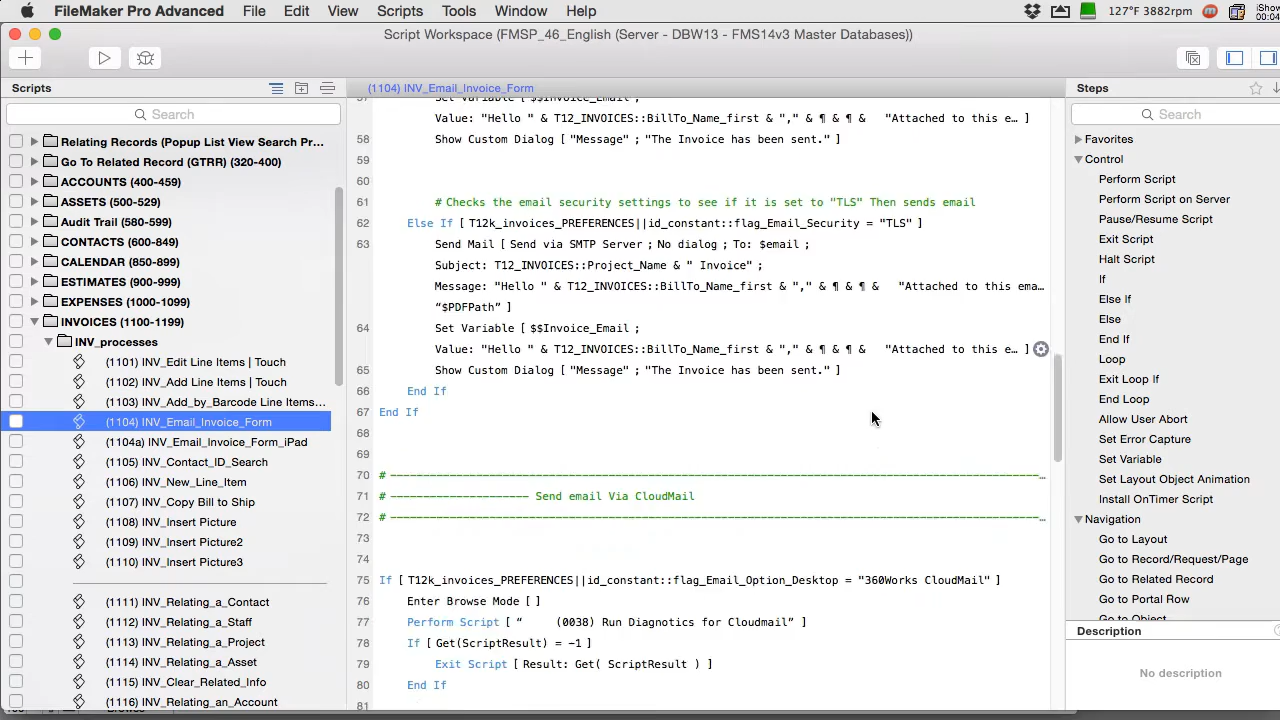 FileMaker Pro Advanced File Edit View Scripts Tools Window Help 127°F 3882rpm iShow
00:04
Script Workspace (FMSP_46_English (Server - DBW13 - FMS14v3 Master Databases))
Scripts
Search
Relating Records (Popup List View Search Pr...
Go To Related Record (GTRR) (320-400)
ACCOUNTS (400-459)
ASSETS (500-529)
Audit Trail (580-599)
CONTACTS (600-849)
CALENDAR (850-899)
ESTIMATES (900-999)
EXPENSES (1000-1099)
INVOICES (1100-1199)
INV_processes
(1101) INV_Edit Line Items | Touch
(1102) INV_Add Line Items | Touch
(1103) INV_Add_by_Barcode Line Items...
(1104) INV_Email_Invoice_Form
(1104a) INV_Email_Invoice_Form_iPad
(1105) INV_Contact_ID_Search
(1106) INV_New_Line_Item
(1107) INV_Copy Bill to Ship
(1108) INV_Insert Picture
(1109) INV_Insert Picture2
(1110) INV_Insert Picture3
(1111) INV_Relating_a_Contact
(1112) INV_Relating_a_Staff
(1113) INV_Relating_a_Project
(1114) INV_Relating_a_Asset
(1115) INV_Clear_Related_Info
(1116) INV_Relating_an_Account
(1104) INV_Email_Invoice_Form
57 Set Variable [ $$Invoice_Email ;
Value: "Hello " & T12_INVOICES::BillTo_Name_first & "," & ¶ & ¶ & "Attached to this e… ]
58 Show Custom Dialog [ "Message" ; "The Invoice has been sent." ]
59
60
61 # Checks the email security settings to see if it is set to "TLS" Then sends email
62 Else If [ T12k_invoices_PREFERENCES||id_constant::flag_Email_Security = "TLS" ]
63 Send Mail [ Send via SMTP Server ; No dialog ; To: $email ;
Subject: T12_INVOICES::Project_Name & " Invoice" ;
Message: "Hello " & T12_INVOICES::BillTo_Name_first & "," & ¶ & ¶ & "Attached to this ema…
“$PDFPath” ]
64 Set Variable [ $$Invoice_Email ;
Value: "Hello " & T12_INVOICES::BillTo_Name_first & "," & ¶ & ¶ & "Attached to this e… ]
65 Show Custom Dialog [ "Message" ; "The Invoice has been sent." ]
66 End If
67 End If
68
69
70 # ------------------------------------------------------------------------------…
71 # -------------------- Send email Via CloudMail
72 # ------------------------------------------------------------------------------…
73
74
75 If [ T12k_invoices_PREFERENCES||id_constant::flag_Email_Option_Desktop = "360Works CloudMail" ]
76 Enter Browse Mode [ ]
77 Perform Script [ “ (0038) Run Diagnostics for Cloudmail” ]
78 If [ Get(ScriptResult) = -1 ]
79 Exit Script [ Result: Get( ScriptResult ) ]
80 End If
81
Steps
Search
Favorites
Control
Perform Script
Perform Script on Server
Pause/Resume Script
Exit Script
Halt Script
If
Else If
Else
End If
Loop
Exit Loop If
End Loop
Allow User Abort
Set Error Capture
Set Variable
Set Layout Object Animation
Install OnTimer Script
Navigation
Go to Layout
Go to Record/Request/Page
Go to Related Record
Go to Portal Row
Go to Object
Description
No description